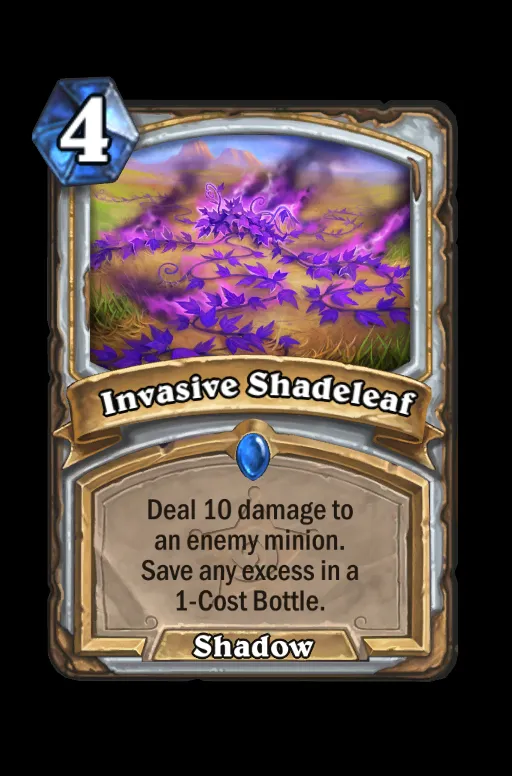 4
Invasive Shadeleaf
Deal 10 damage to
an enemy minion.
Save any excess in a
1-Cost Bottle.
Shadow